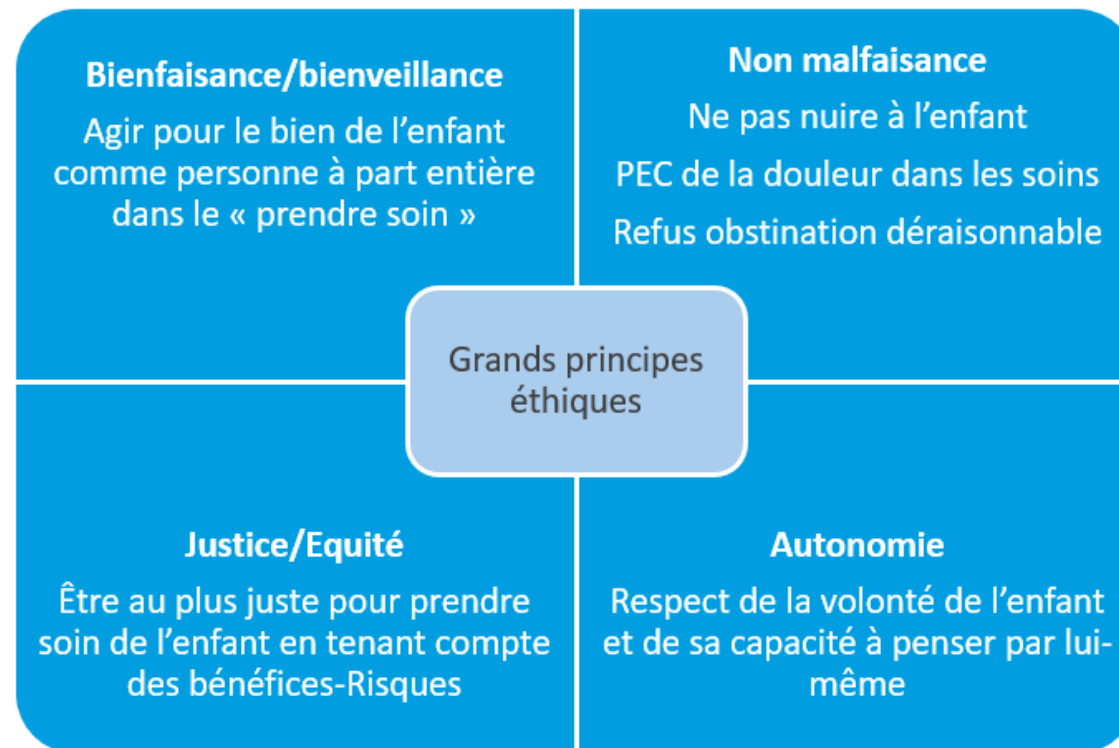 Bienfaisance/bienveillance
Agir pour le bien de l’enfant
comme personne à part entière
dans le « prendre soin »
Non malfaisance
Ne pas nuire à l’enfant
PEC de la douleur dans les soins
Refus obstination déraisonnable
Grands principes
éthiques
Justice/Equité
Être au plus juste pour prendre
soin de l’enfant en tenant compte
des bénéfices-Risques
Autonomie
Respect de la volonté de l’enfant
et de sa capacité à penser par lui-
même